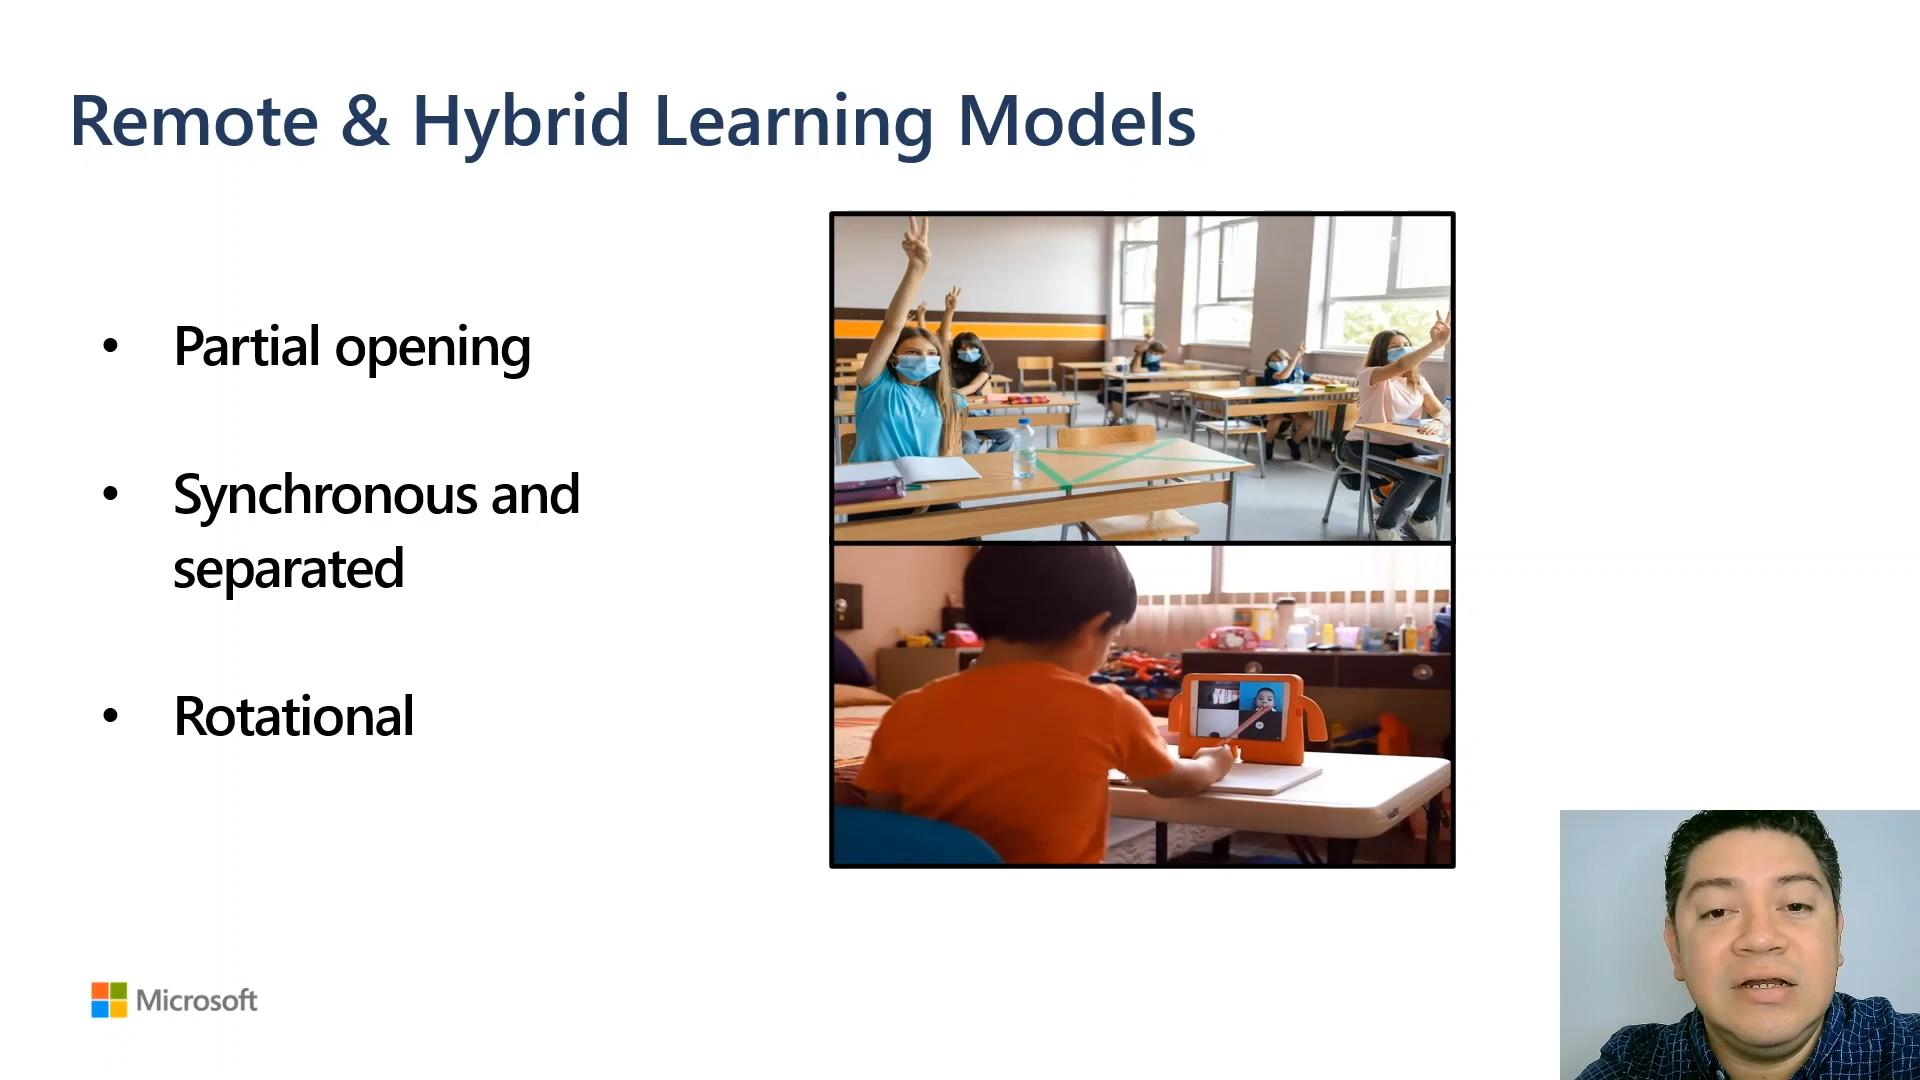 Remote & Hybrid Learning Models
• Partial opening
• Synchronous and
separated
• Rotational
Microsoft